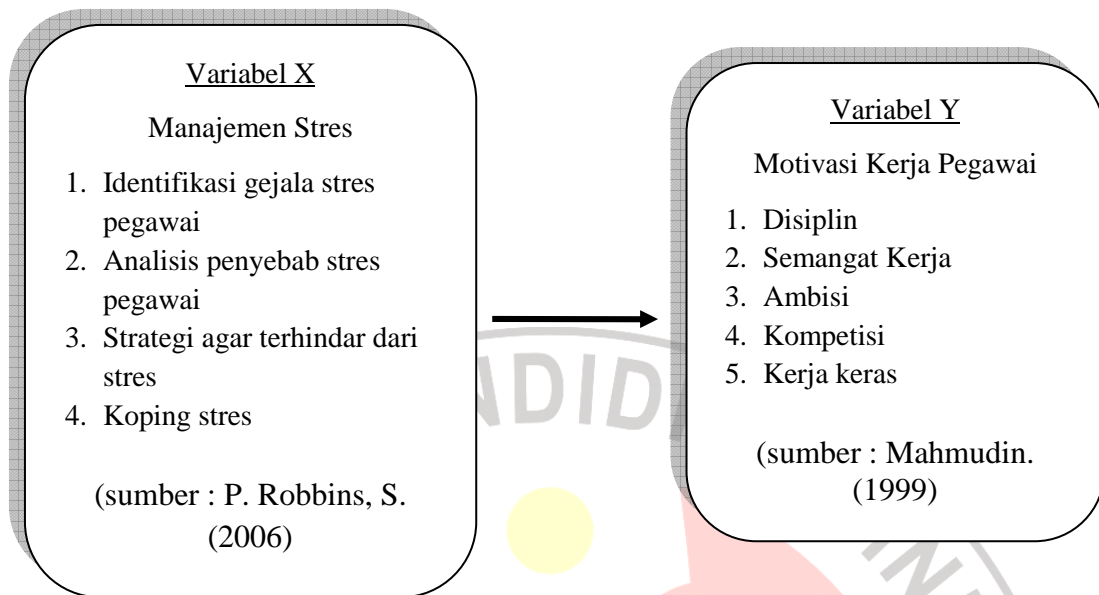 Variabel X
Manajemen Stres
1. Identifikasi gejala stres
pegawai
2. Analisis penyebab stres
pegawai
3. Strategi agar terhindar dari
stres
4. Koping stres
(sumber : P. Robbins, S.
(2006)
Variabel Y
Motivasi Kerja Pegawai
1. Disiplin
2. Semangat Kerja
3. Ambisi
4. Kompetisi
5. Kerja keras
(sumber : Mahmudin.
(1999)